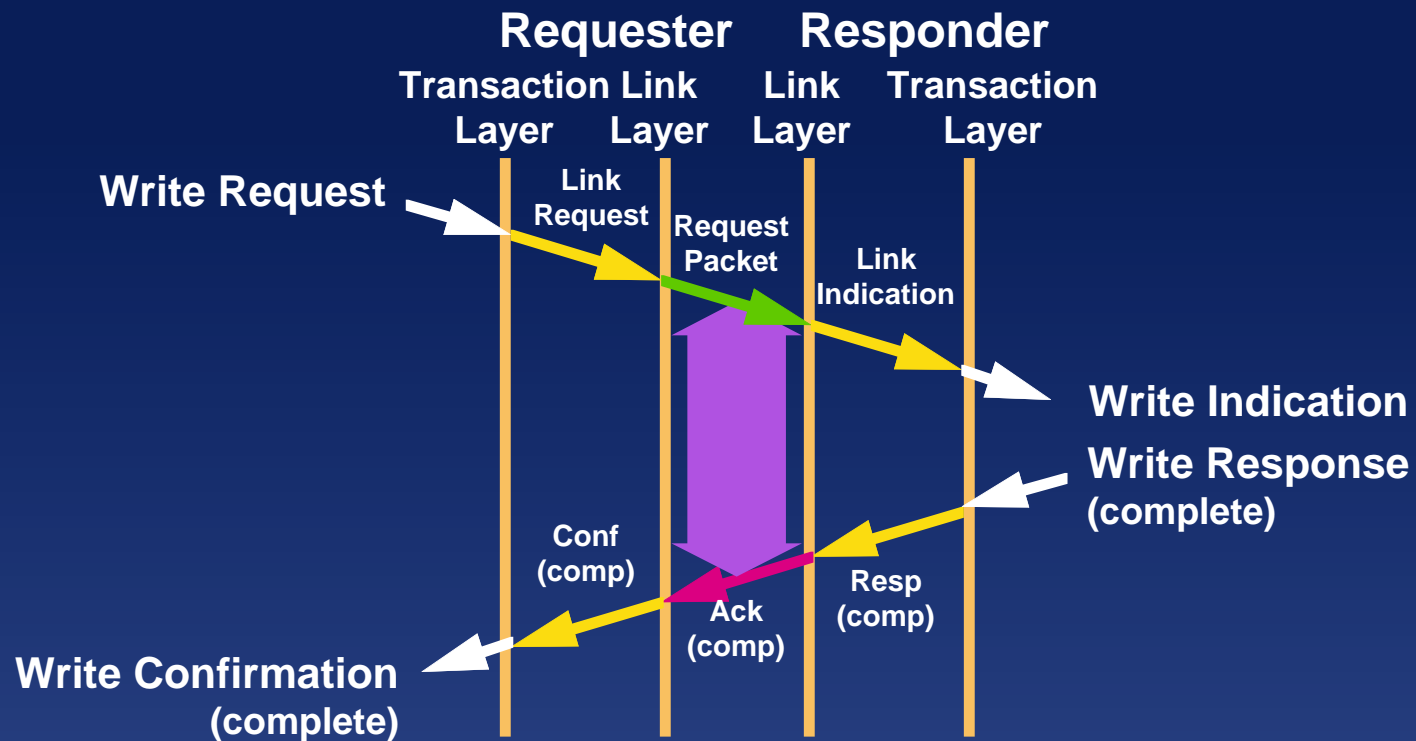 Requester Responder
Transaction Link Link Transaction
Layer Layer Layer Layer
Write Request
Link
Request
Request
Packet
Link
Indication
Write Indication
Write Response
(complete)
Conf
(comp)
Ack
(comp)
Resp
(comp)
Write Confirmation
(complete)